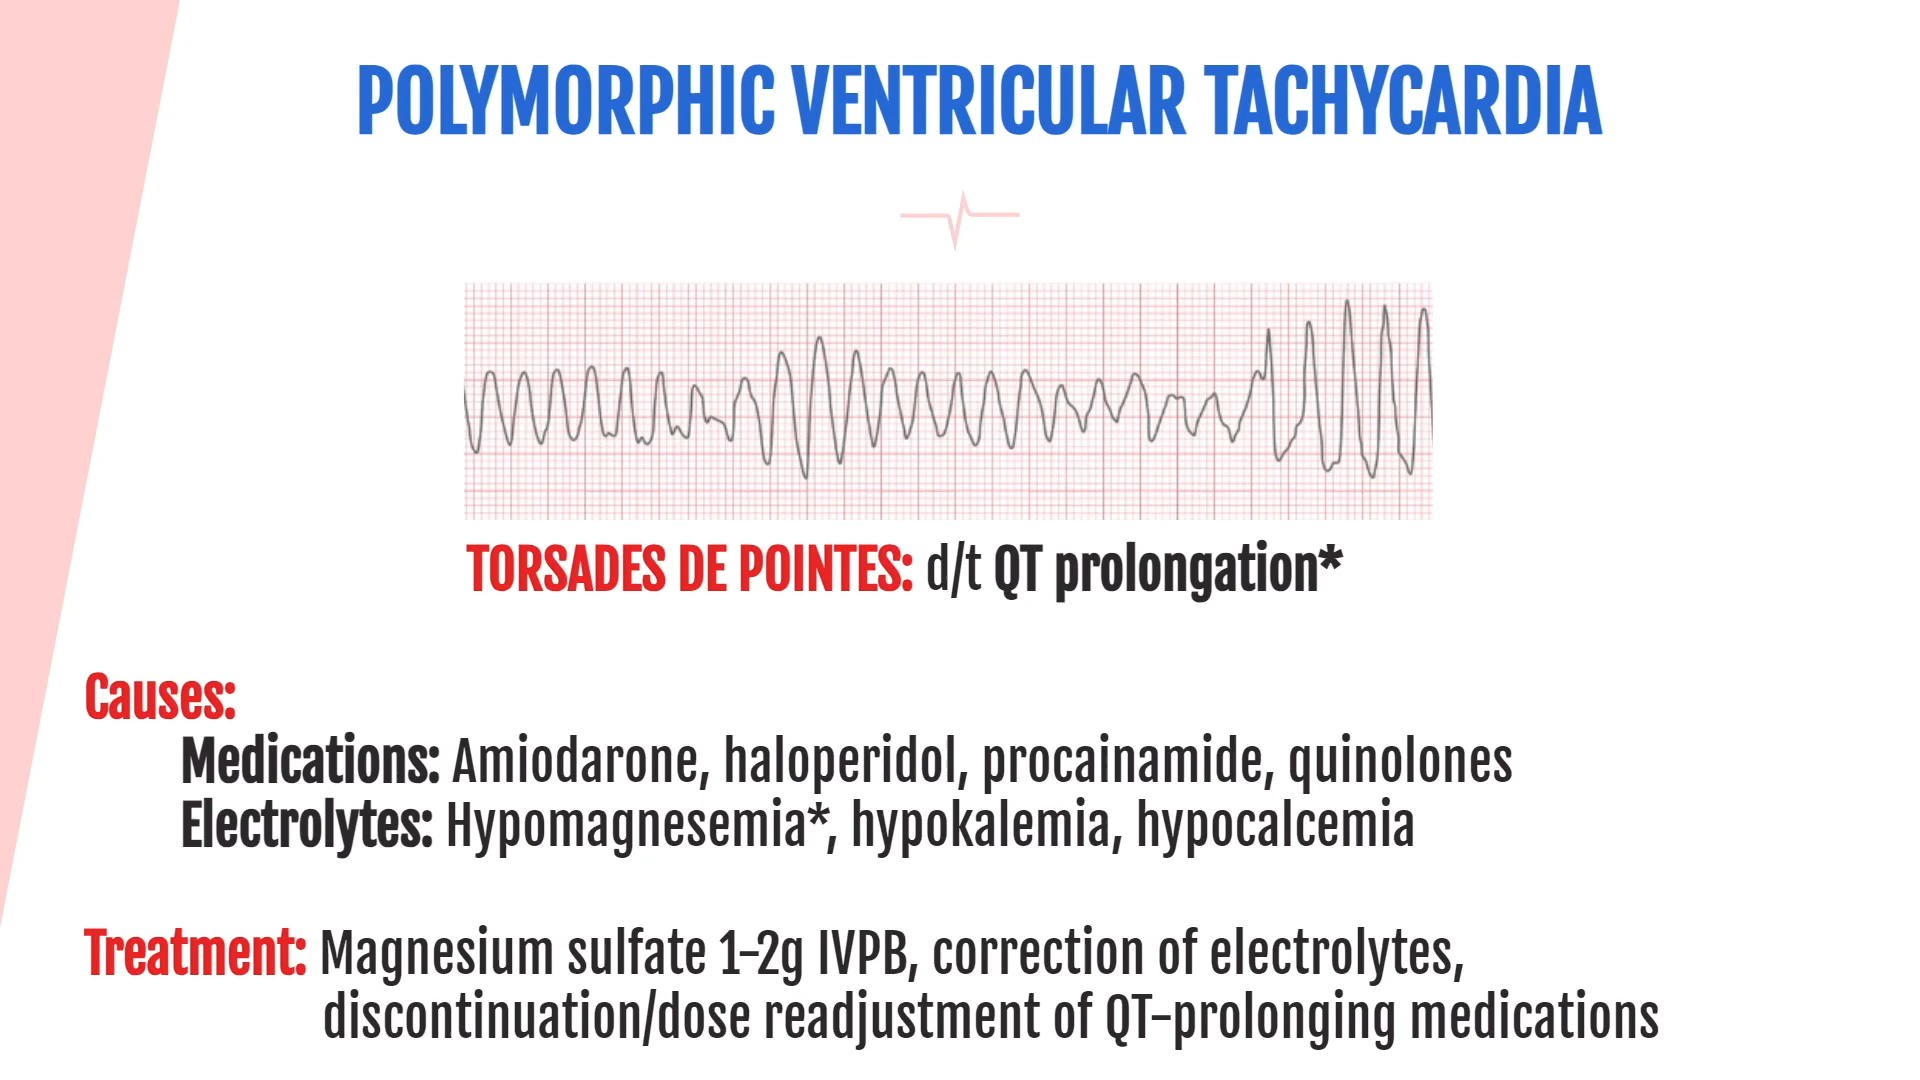 POLYMORPHIC VENTRICULAR TACHYCARDIA
TORSADES DE POINTES: d/t QT prolongation*
Causes:
Medications: Amiodarone, haloperidol, procainamide, quinolones
Electrolytes: Hypomagnesemia*, hypokalemia, hypocalcemia
Treatment: Magnesium sulfate 1-2g IVPB, correction of electrolytes,
discontinuation/dose readjustment of QT-prolonging medications